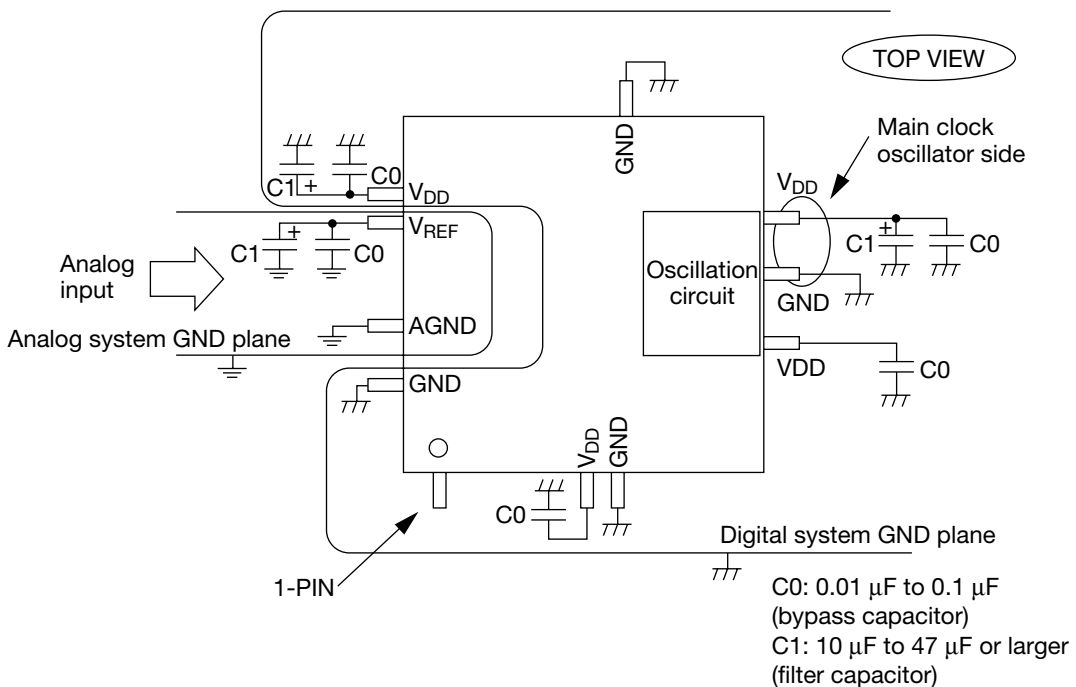 TOP VIEW
GND
Main clock
oscillator side
C1
+
C0
VDD
VREF
C1
+
C0
Analog
input
AGND
Analog system GND plane
GND
Oscillation
circuit
VDD
C1
+
C0
GND
VDD
C0
VDD
GND
C0
1-PIN
Digital system GND plane
C0: 0.01 μF to 0.1 μF
(bypass capacitor)
C1: 10 μF to 47 μF or larger
(filter capacitor)